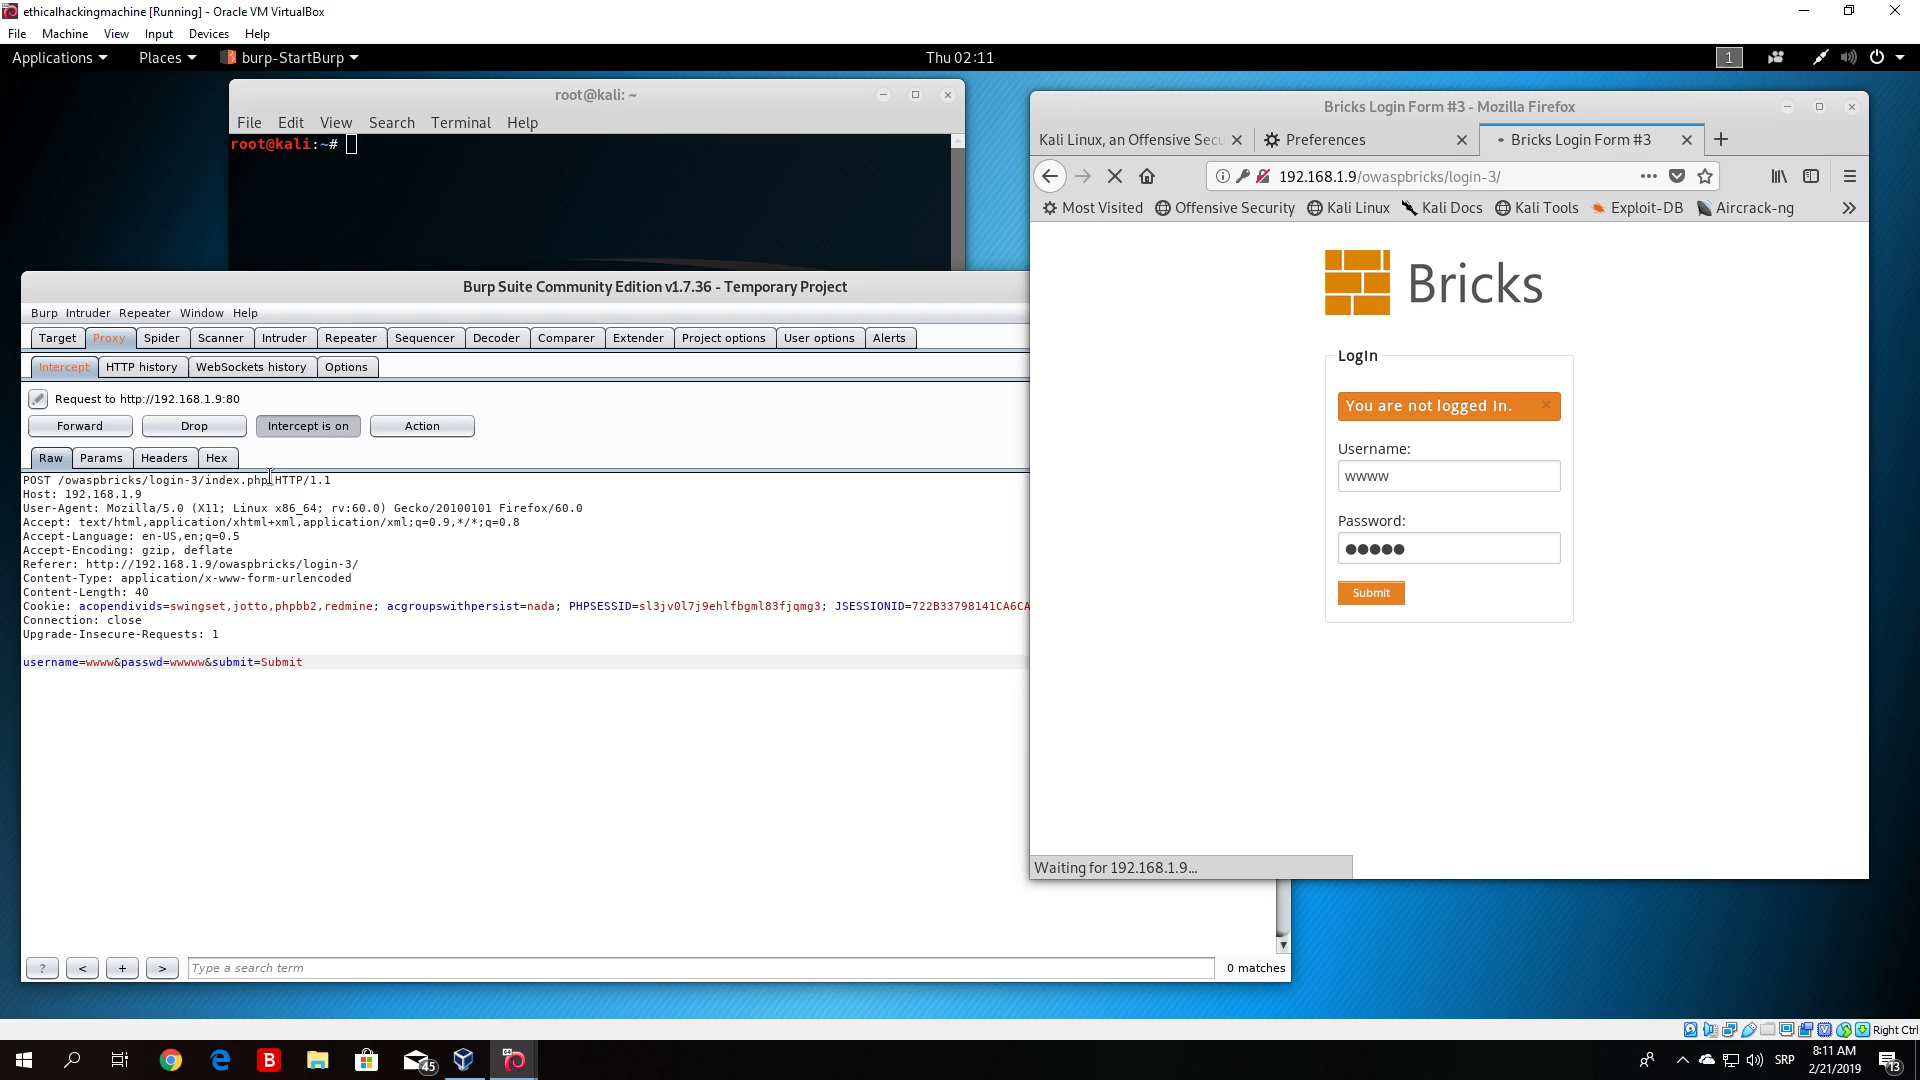 ethicalhackingmachine [Running] - Oracle VM VirtualBox
File Machine View Input Devices Help
Applications Places burp-StartBurp Thu 02:11 1
root@kali: ~
File Edit View Search Terminal Help
root@kali:~#
Burp Suite Community Edition v1.7.36 - Temporary Project
Burp Intruder Repeater Window Help
Target Proxy Spider Scanner Intruder Repeater Sequencer Decoder Comparer Extender Project options User options Alerts
Intercept HTTP history WebSockets history Options
Request to http://192.168.1.9:80
Forward Drop Intercept is on Action
Raw Params Headers Hex
POST /owaspbricks/login-3/index.php HTTP/1.1
Host: 192.168.1.9
User-Agent: Mozilla/5.0 (X11; Linux x86_64; rv:60.0) Gecko/20100101 Firefox/60.0
Accept: text/html,application/xhtml+xml,application/xml;q=0.9,*/*;q=0.8
Accept-Language: en-US,en;q=0.5
Accept-Encoding: gzip, deflate
Referer: http://192.168.1.9/owaspbricks/login-3/
Content-Type: application/x-www-form-urlencoded
Content-Length: 40
Cookie: acopendivids=swingset,jotto,phpbb2,redmine; acgroupswithpersist=nada; PHPSESSID=sl3jv0l7j9ehlfbgml83fjqmg3; JSESSIONID=722B33798141CA6CA
Connection: close
Upgrade-Insecure-Requests: 1
username=wwww&passwd=wwwww&submit=Submit
? < + > Type a search term 0 matches
Bricks Login Form #3 - Mozilla Firefox
Kali Linux, an Offensive Secu Preferences Bricks Login Form #3
192.168.1.9/owaspbricks/login-3/
Most Visited Offensive Security Kali Linux Kali Docs Kali Tools Exploit-DB Aircrack-ng
Bricks
LogIn
You are not logged in.
Username:
wwww
Password:
●●●●●
Submit
Waiting for 192.168.1.9...
Right Ctrl
45 SRP 8:11 AM
2/21/2019 13